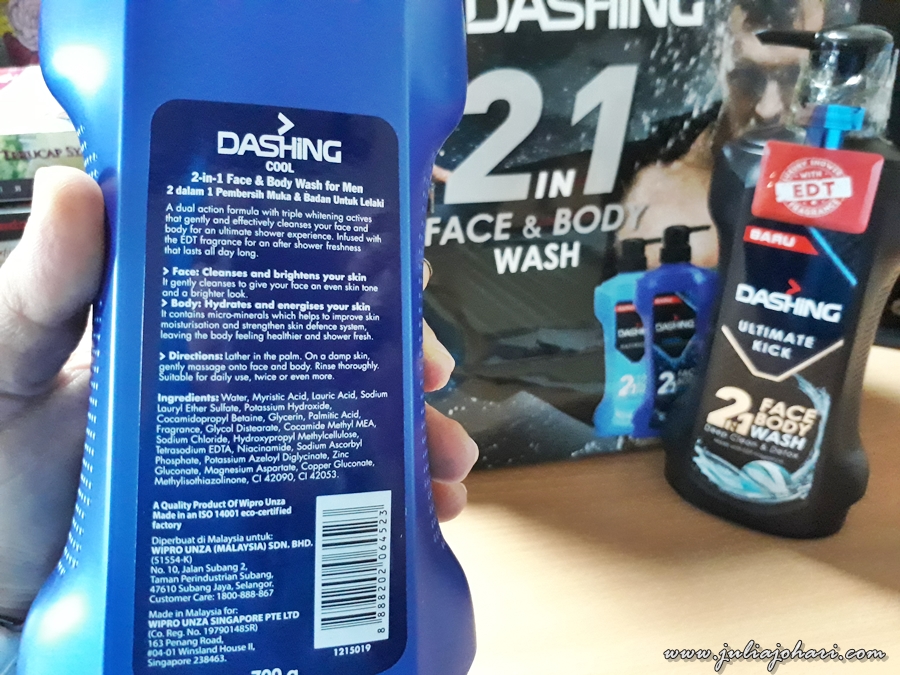 DASHING
COOL
2-in-1 Face & Body Wash for Men
2 dalam 1 Pembersih Muka & Badan Untuk Lelaki
A dual action formula with triple whitening actives
that gently and effectively cleanses your face and
body for an ultimate shower experience. Infused with
the EDT fragrance for an after shower freshness
that lasts all day long.
> Face: Cleanses and brightens your skin
It gently cleanses to give your face an even skin tone
and a brighter look.
> Body: Hydrates and energises your skin
It contains micro-minerals which helps to improve skin
moisturisation and strengthen skin defence system,
leaving the body feeling healthier and shower fresh.
> Directions: Lather in the palm. On a damp skin,
gently massage onto face and body. Rinse thoroughly.
Suitable for daily use, twice or even more.
Ingredients: Water, Myristic Acid, Lauric Acid, Sodium
Lauryl Ether Sulfate, Potassium Hydroxide,
Cocamidopropyl Betaine, Glycerin, Palmitic Acid,
Fragrance, Glycol Distearate, Cocamide Methyl MEA,
Sodium Chloride, Hydroxypropyl Methylcellulose,
Tetrasodium EDTA, Niacinamide, Sodium Ascorbyl
Phosphate, Potassium Azeloyl Diglycinate, Zinc
Gluconate, Magnesium Aspartate, Copper Gluconate,
Methylisothiazolinone, CI 42090, CI 42053.
A Quality Product Of Wipro Unza
Made in an ISO 14001 eco-certified
factory
Diperbuat di Malaysia untuk:
WIPRO UNZA (MALAYSIA) SDN. BHD.
(51554-K)
No. 10, Jalan Subang 2,
Taman Perindustrian Subang,
47610 Subang Jaya, Selangor.
Customer Care: 1800-888-867
Made in Malaysia for:
WIPRO UNZA SINGAPORE PTE LTD
(Co. Reg. No. 197901485R)
163 Penang Road,
#04-01 Winsland House II,
Singapore 238463.
8 888202 064523
1215019
700 g
DASHING
2 IN 1
FACE & BODY
WASH
WITH
EDT
FRAGRANCE
BARU
DASHING
ULTIMATE
KICK
2 IN 1 FACE
BODY
WASH
Deep Clean & Detox
www.juliajohari.com